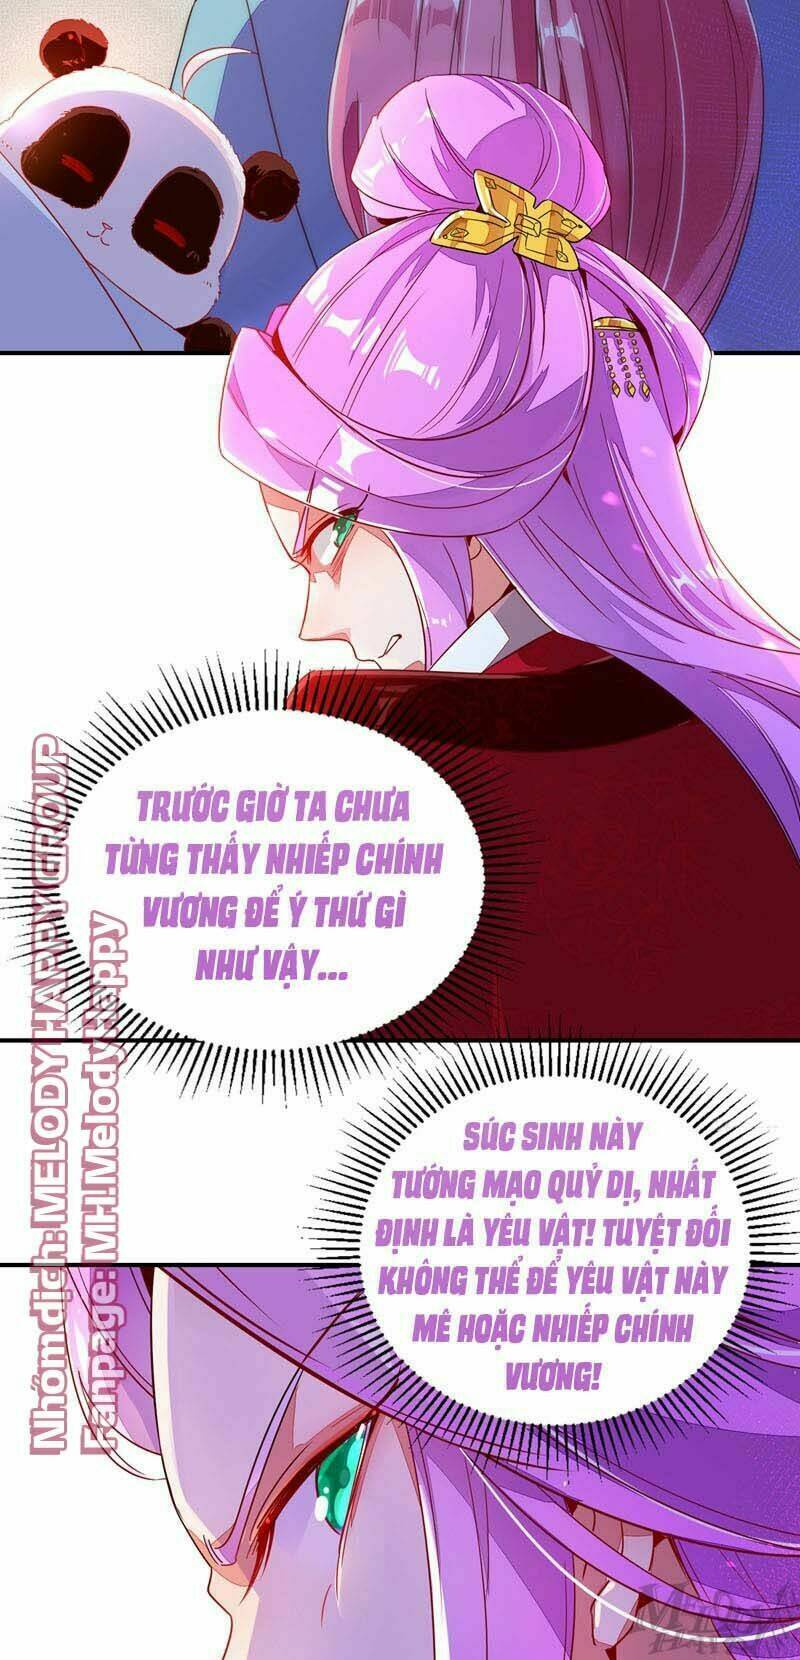 TRƯỚC GIỜ TA CHƯA
TỪNG THẤY NHIẾP CHÍNH
VƯƠNG ĐỂ Ý THỨ GÌ
NHƯ VẬY...
Nhóm dịch: MELODY HAPPY GROUP
Fanpage: MH.Melody Happy
SÚC SINH NÀY
TƯỚNG MẠO QUỶ DỊ, NHẤT
ĐỊNH LÀ YÊU VẬT! TUYỆT ĐỐI
KHÔNG THỂ ĐỂ YÊU VẬT NÀY
MÊ HOẶC NHIẾP CHÍNH
VƯƠNG!